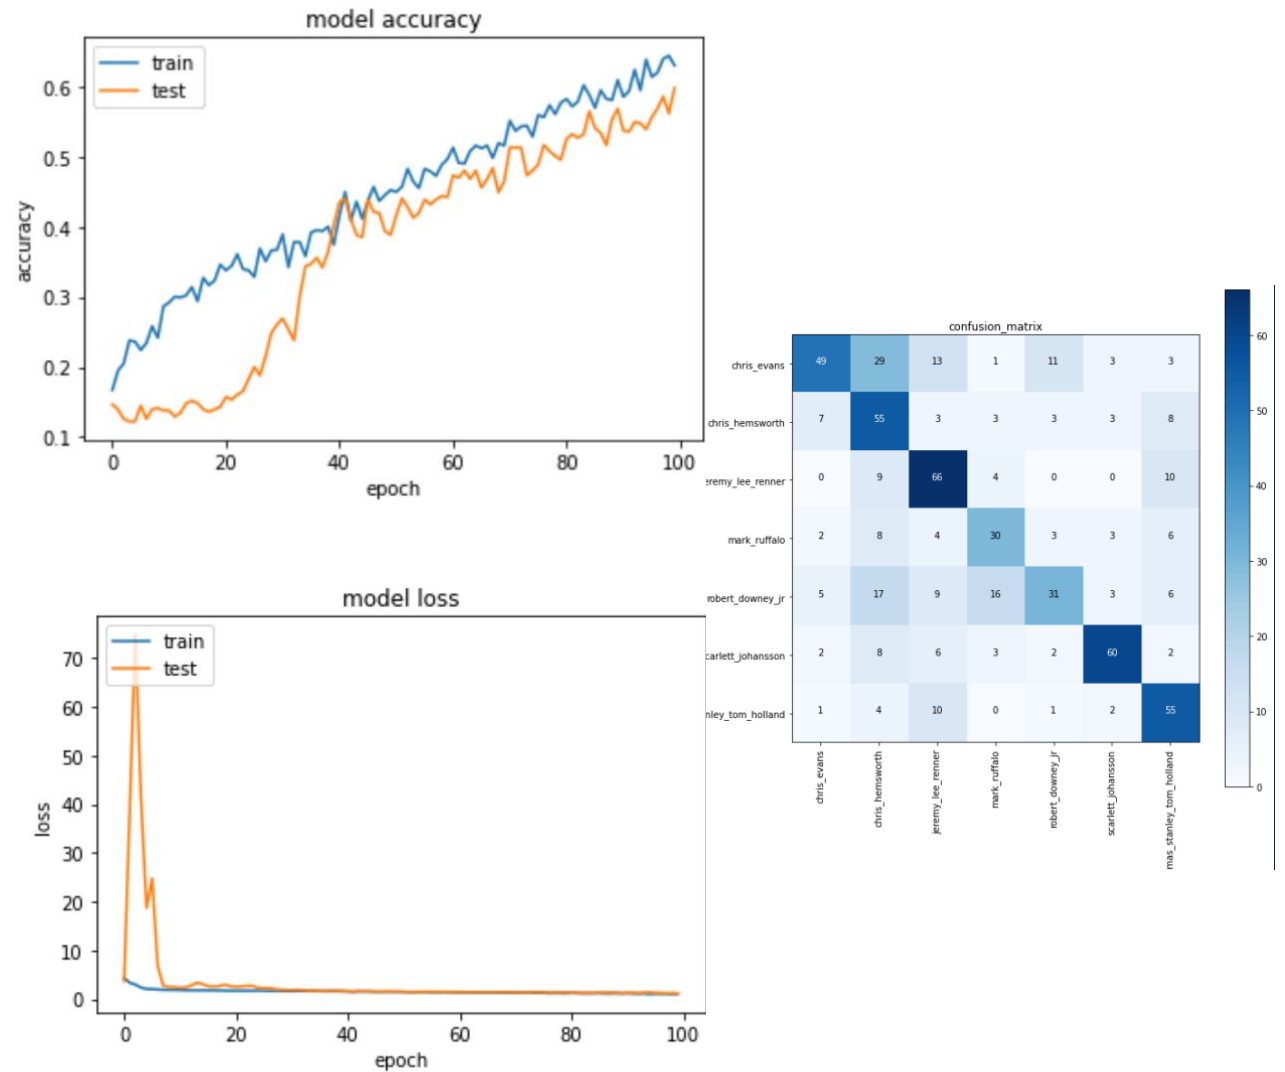 model accuracy
train
test
0.6
0.5
0.4
0.3
0.2
0.1
accuracy
0 20 40 60 80 100
epoch
model loss
train
test
70
60
50
40
30
20
10
0
loss
0 20 40 60 80 100
epoch
confusion_matrix
chris_evans 49 29 13 1 11 3 3
chris_hemsworth 7 55 3 3 3 3 8
eremy_lee_renner 0 9 66 4 0 0 10
mark_ruffalo 2 8 4 30 3 3 6
robert_downey_jr 5 17 9 16 31 3 6
carlett_johansson 2 8 6 3 2 60 2
nley_tom_holland 1 4 10 0 1 2 55
chris_evans
chris_hemsworth
jeremy_lee_renner
mark_ruffalo
robert_downey_jr
scarlett_johansson
mas_stanley_tom_holland
60
50
40
30
20
10
0